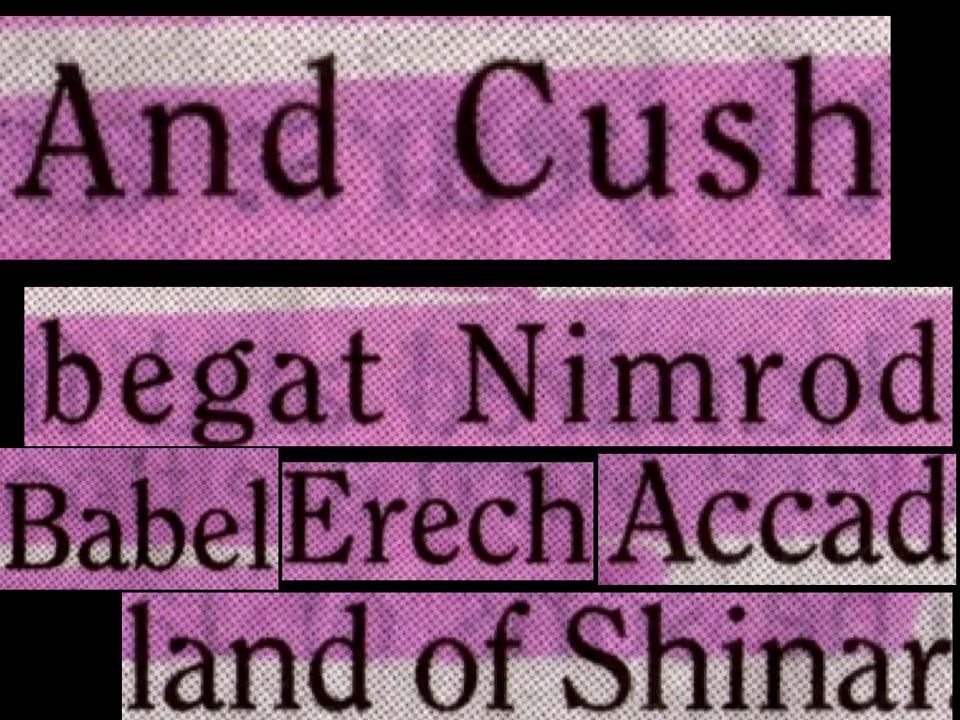 And Cush
begat Nimrod
Babel Erech Accad
land of Shinar